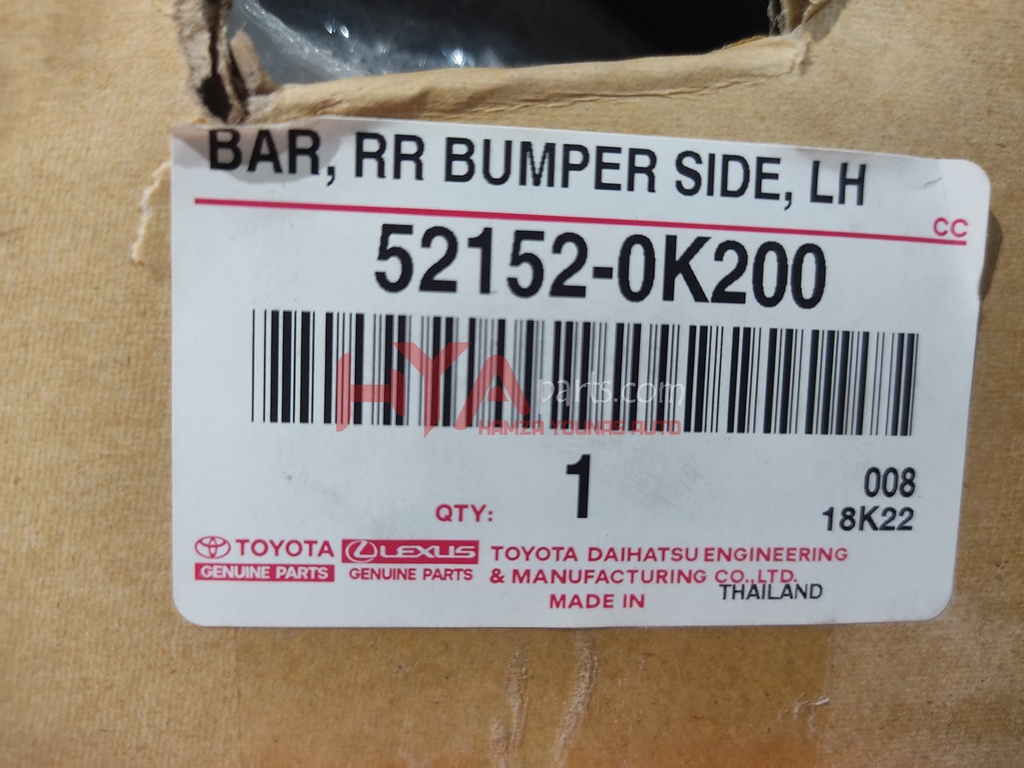 BAR, RR BUMPER SIDE, LH
CC
52152-0K200
HYA parts.com
HAMZA YOUNAS AUTO
QTY: 1
008
18K22
TOYOTA
GENUINE PARTS
LEXUS
GENUINE PARTS
TOYOTA DAIHATSU ENGINEERING
& MANUFACTURING CO.,LTD.
MADE IN THAILAND